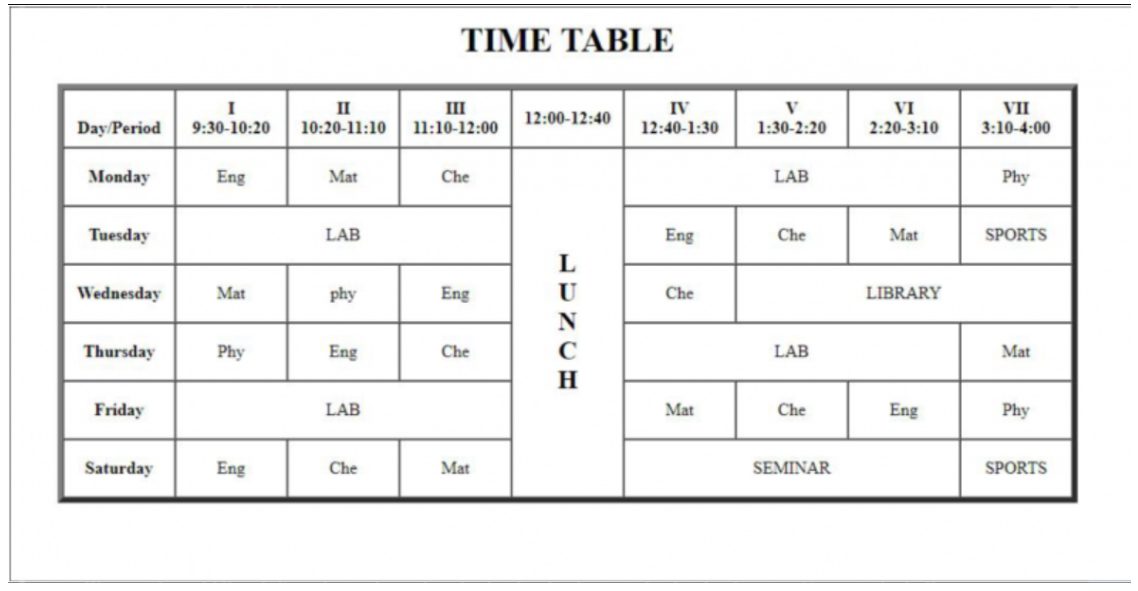 TIME TABLE
Day/Period I II III 12:00-12:40 IV V VI VII
9:30-10:20 10:20-11:10 11:10-12:00 12:40-1:30 1:30-2:20 2:20-3:10 3:10-4:00
Monday Eng Mat Che LAB Phy
Tuesday LAB Eng Che Mat SPORTS
Wednesday Mat phy Eng Che LIBRARY
Thursday Phy Eng Che LAB Mat
Friday LAB Mat Che Eng Phy
Saturday Eng Che Mat SEMINAR SPORTS
L
U
N
C
H